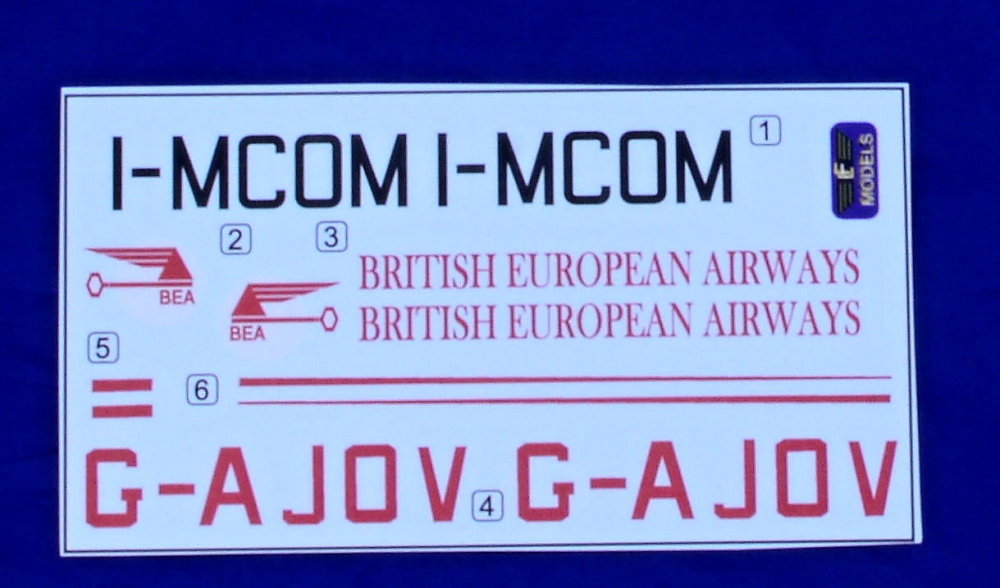 I-MCOM I-MCOM 1
F MODELS
2 3
BEA
BEA
BRITISH EUROPEAN AIRWAYS
BRITISH EUROPEAN AIRWAYS
5
6
G-AJOV 4 G-AJOV